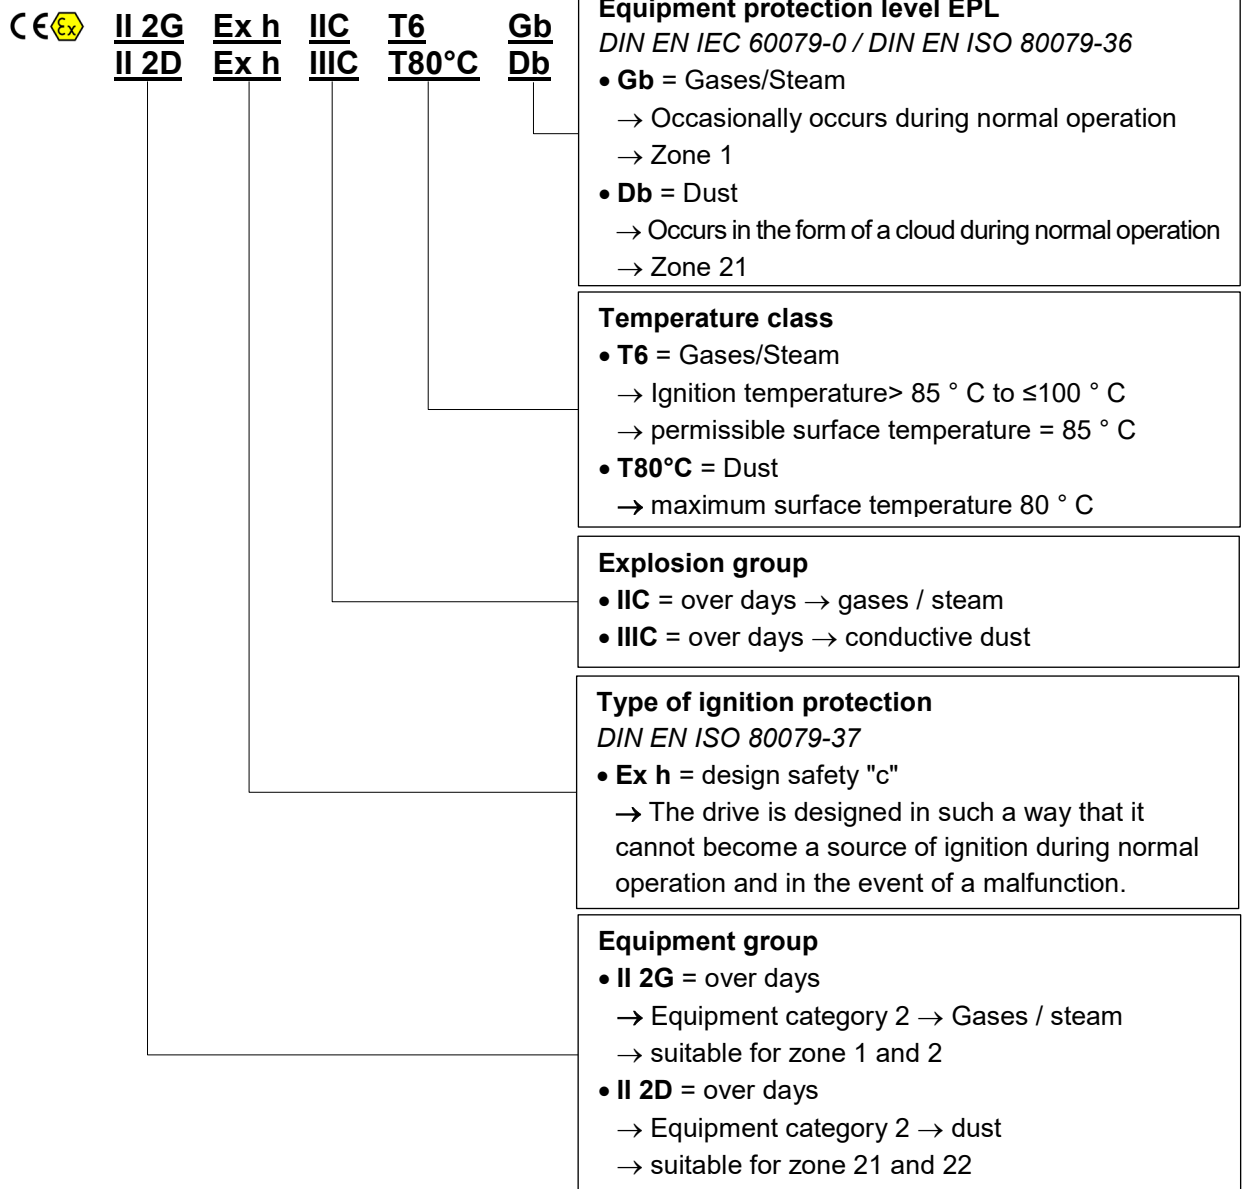 CE Ex II 2G Ex h IIC T6 Gb
II 2D Ex h IIIC T80°C Db
Equipment protection level EPL
DIN EN IEC 60079-0 / DIN EN ISO 80079-36
• Gb = Gases/Steam
→ Occasionally occurs during normal operation
→ Zone 1
• Db = Dust
→ Occurs in the form of a cloud during normal operation
→ Zone 21
Temperature class
• T6 = Gases/Steam
→ Ignition temperature> 85 ° C to ≤100 ° C
→ permissible surface temperature = 85 ° C
• T80°C = Dust
→ maximum surface temperature 80 ° C
Explosion group
• IIC = over days → gases / steam
• IIIC = over days → conductive dust
Type of ignition protection
DIN EN ISO 80079-37
• Ex h = design safety "c"
→ The drive is designed in such a way that it
cannot become a source of ignition during normal
operation and in the event of a malfunction.
Equipment group
• II 2G = over days
→ Equipment category 2 → Gases / steam
→ suitable for zone 1 and 2
• II 2D = over days
→ Equipment category 2 → dust
→ suitable for zone 21 and 22